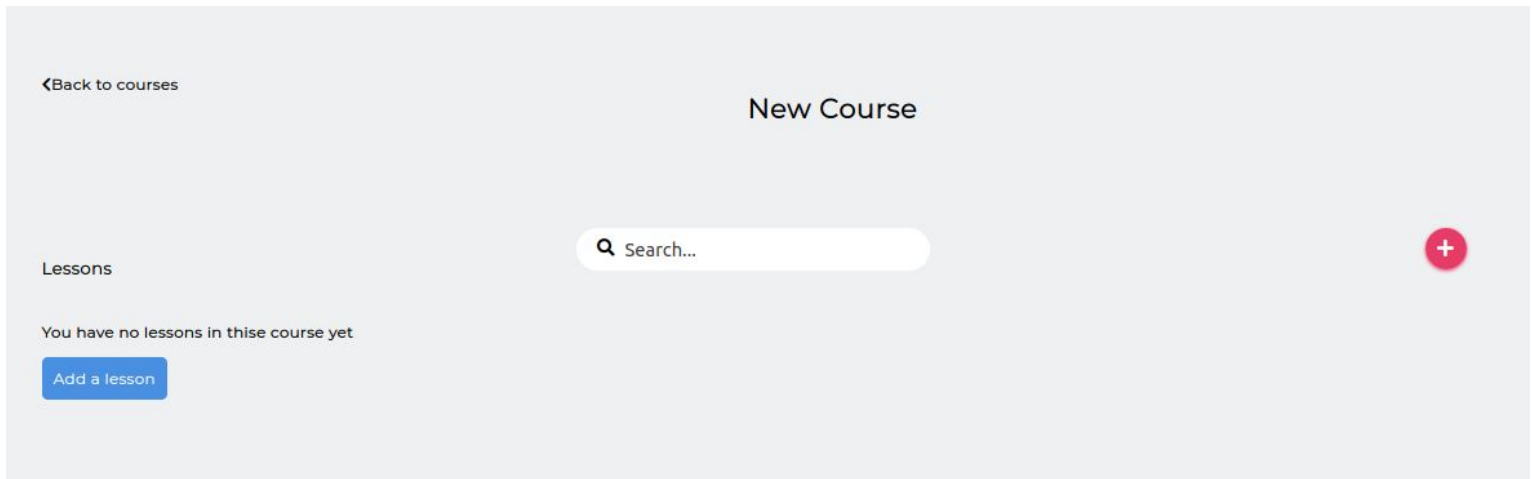 Back to courses
New Course
Search...
Lessons
You have no lessons in thise course yet
Add a lesson